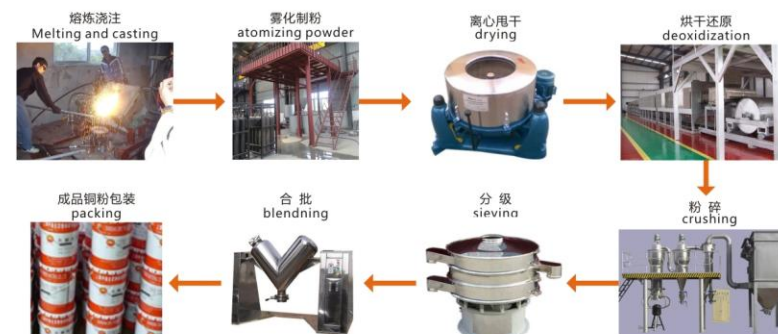 熔炼浇注
Melting and casting
雾化制粉
atomizing powder
离心甩干
drying
烘干还原
deoxidization
成品铜粉包装
packing
合 批
blendning
分 级
sieving
粉 碎
crushing